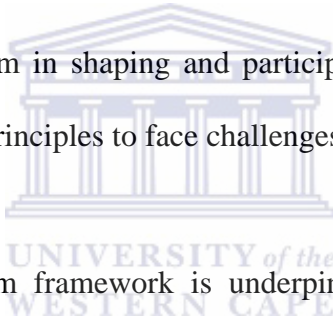 m in shaping and particip
rinciples to face challenges
UNIVERSITY of the
m framework is underpin
WESTERN CAPE